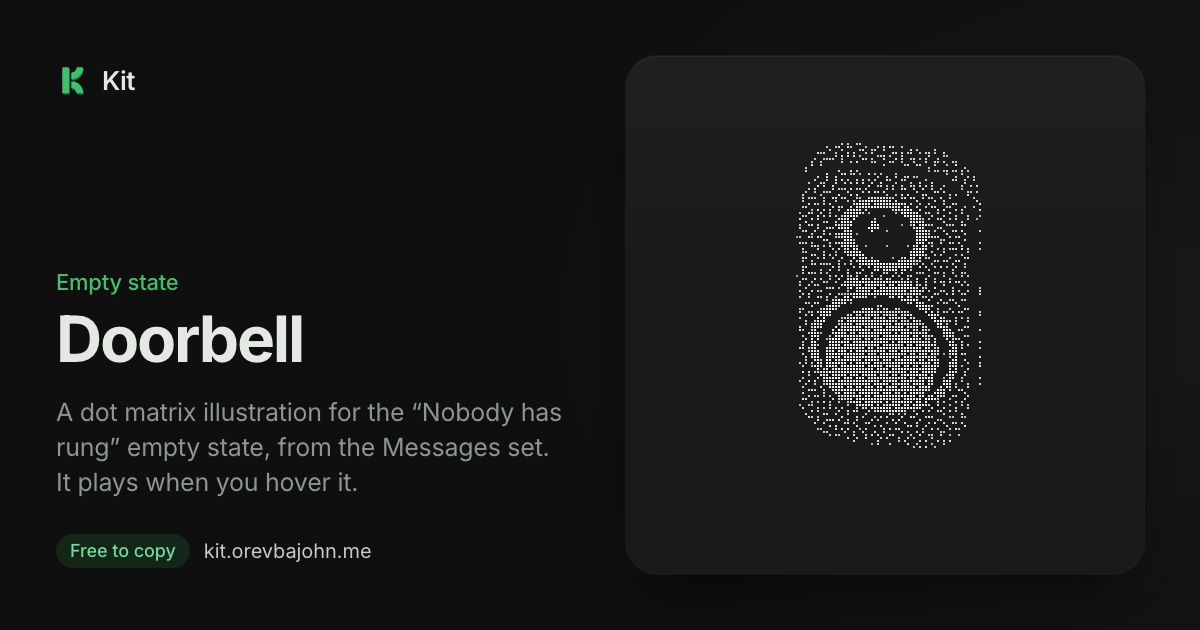 Kit
Empty state
Doorbell
A dot matrix illustration for the “Nobody has
rung” empty state, from the Messages set.
It plays when you hover it.
Free to copy
kit.orevbajohn.me